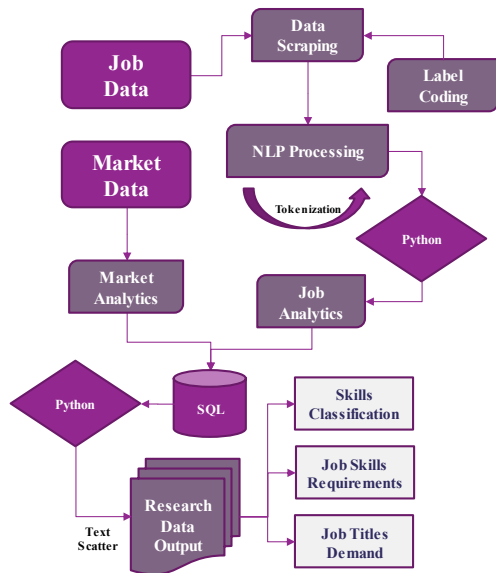 Data
Scraping
Job
Data
Label
Coding
NLP Processing
Market
Data
Tokenization
Python
Market
Analytics
Job
Analytics
Python
SQL
Skills
Classification
Job Skills
Requirements
Research
Data
Output
Text
Scatter
Job Titles
Demand